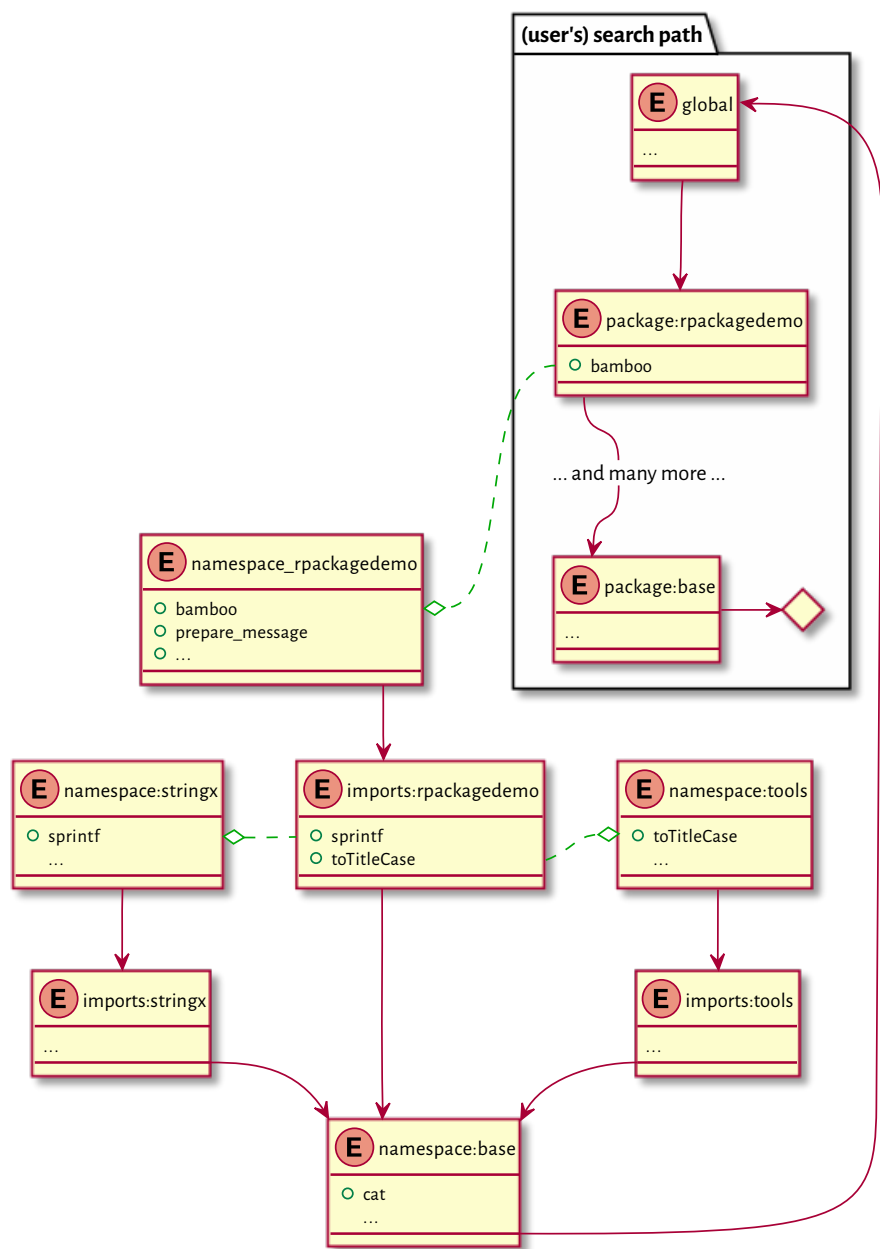 (user's) search path
E global
...
E package:rpackagedemo
bamboo
... and many more ...
E namespace_rpackagedemo
bamboo
prepare_message
...
E package:base
...
E namespace:stringx
sprintf
...
E imports:rpackagedemo
sprintf
toTitleCase
E namespace:tools
toTitleCase
...
E imports:stringx
...
E imports:tools
...
E namespace:base
cat
...